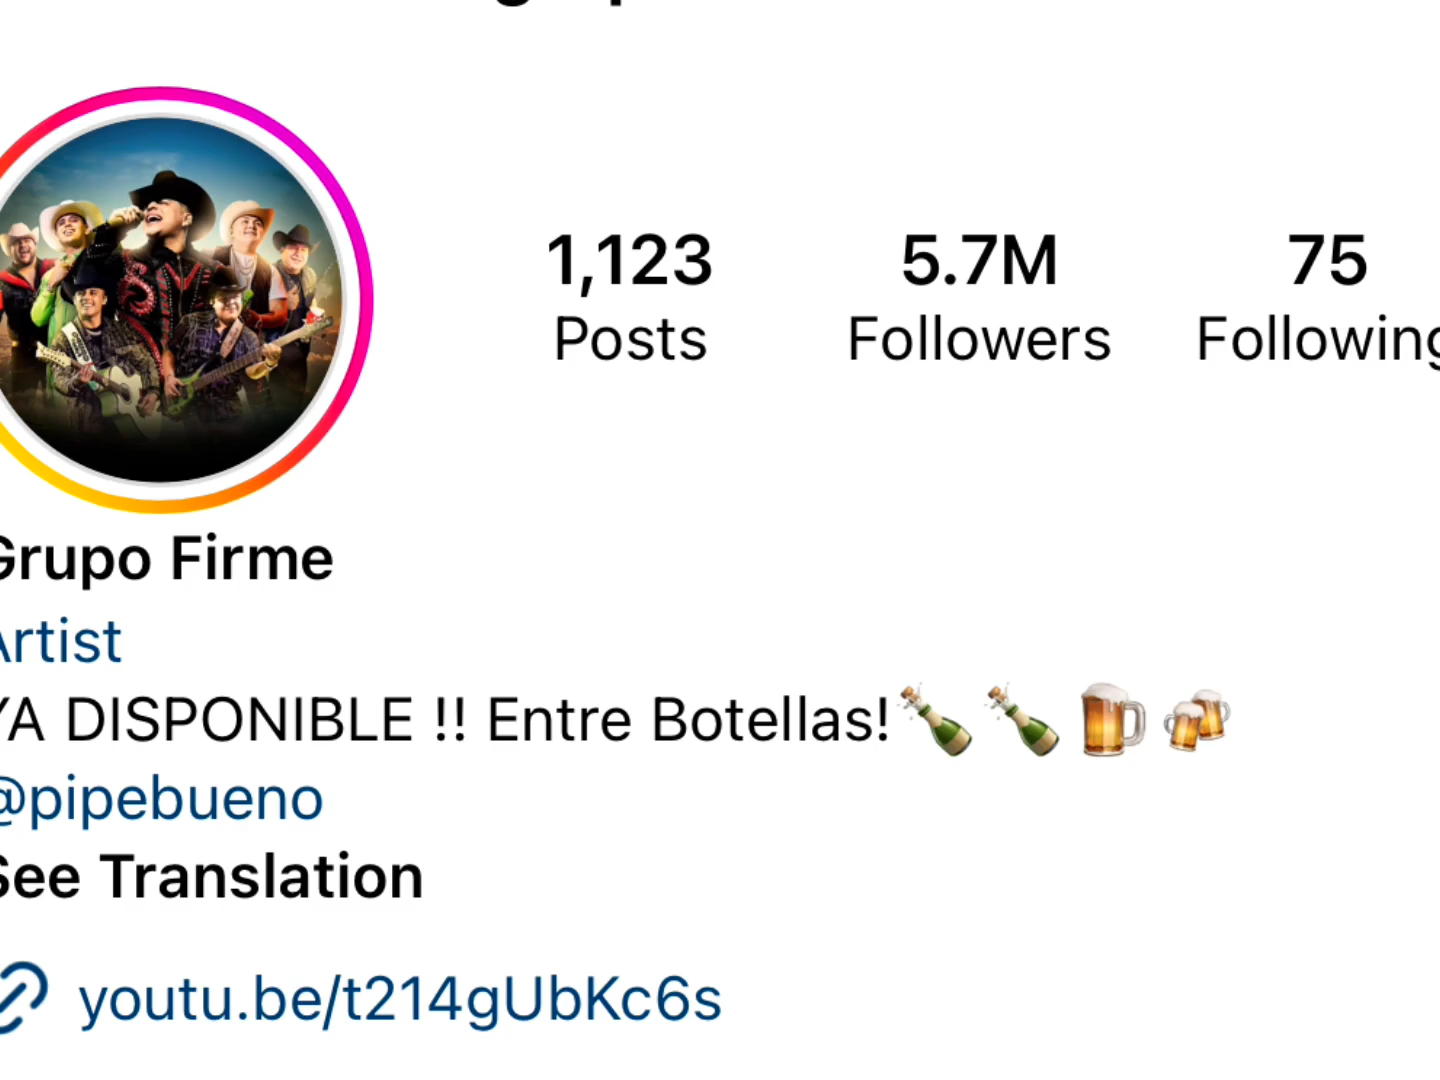 1,123 5.7M 75
Posts Followers Following
Grupo Firme
Artist
YA DISPONIBLE !! Entre Botellas!🍾🍾🍺🍻
@pipebueno
See Translation
youtu.be/t214gUbKc6s